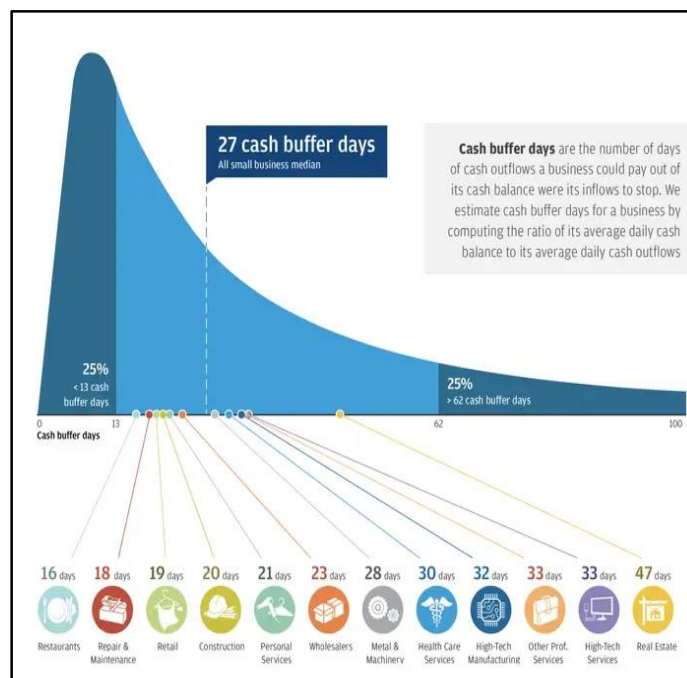 27 cash buffer days
All small business median
Cash buffer days are the number of days
of cash outflows a business could pay out of
its cash balance were its inflows to stop. We
estimate cash buffer days for a business by
computing the ratio of its average daily cash
balance to its average daily cash outflows
25%
< 13 cash
buffer days
25%
> 62 cash buffer days
0 13 62 100
Cash buffer days
16 days 18 days 19 days 20 days 21 days 23 days 28 days 30 days 32 days 33 days 33 days 47 days
Restaurants Repair & Retail Construction Personal Wholesalers Metal & Health Care High-Tech Other Prof. High-Tech Real Estate
Maintenance Services Machinery Services Manufacturing Services Services